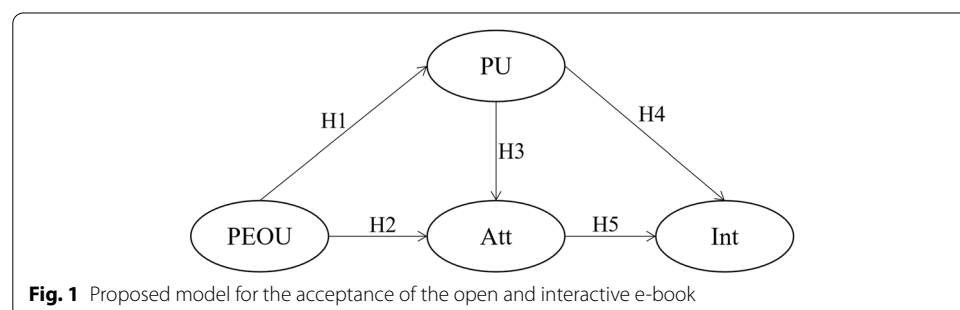 PU
H1
H4
H3
PEOU
H2
Att
H5
Int
Fig. 1 Proposed model for the acceptance of the open and interactive e-book